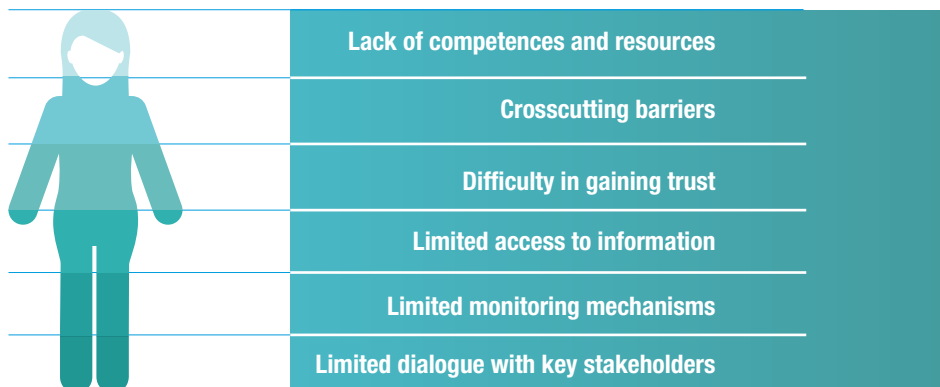 Lack of competences and resources
Crosscutting barriers
Difficulty in gaining trust
Limited access to information
Limited monitoring mechanisms
Limited dialogue with key stakeholders